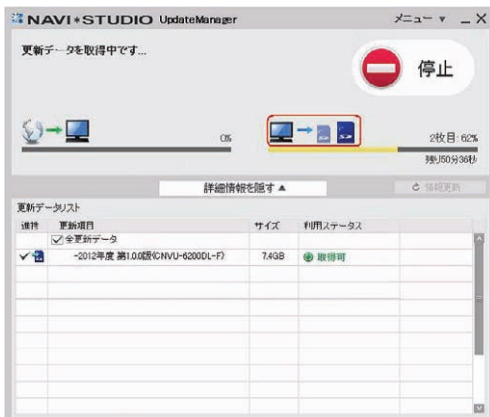 NAVI*STUDIO UpdateManager
メニュー ▼ _ X
更新データを取得中です...
停止
0%
2枚目:62%
残り50分36秒
詳細情報を隠す ▲
情報更新
更新データリスト
進捗 更新項目 サイズ 利用ステータス
全更新データ
-2012年度 第1.0.0版(CNVU-6200DL-F) 7.4GB 取得可